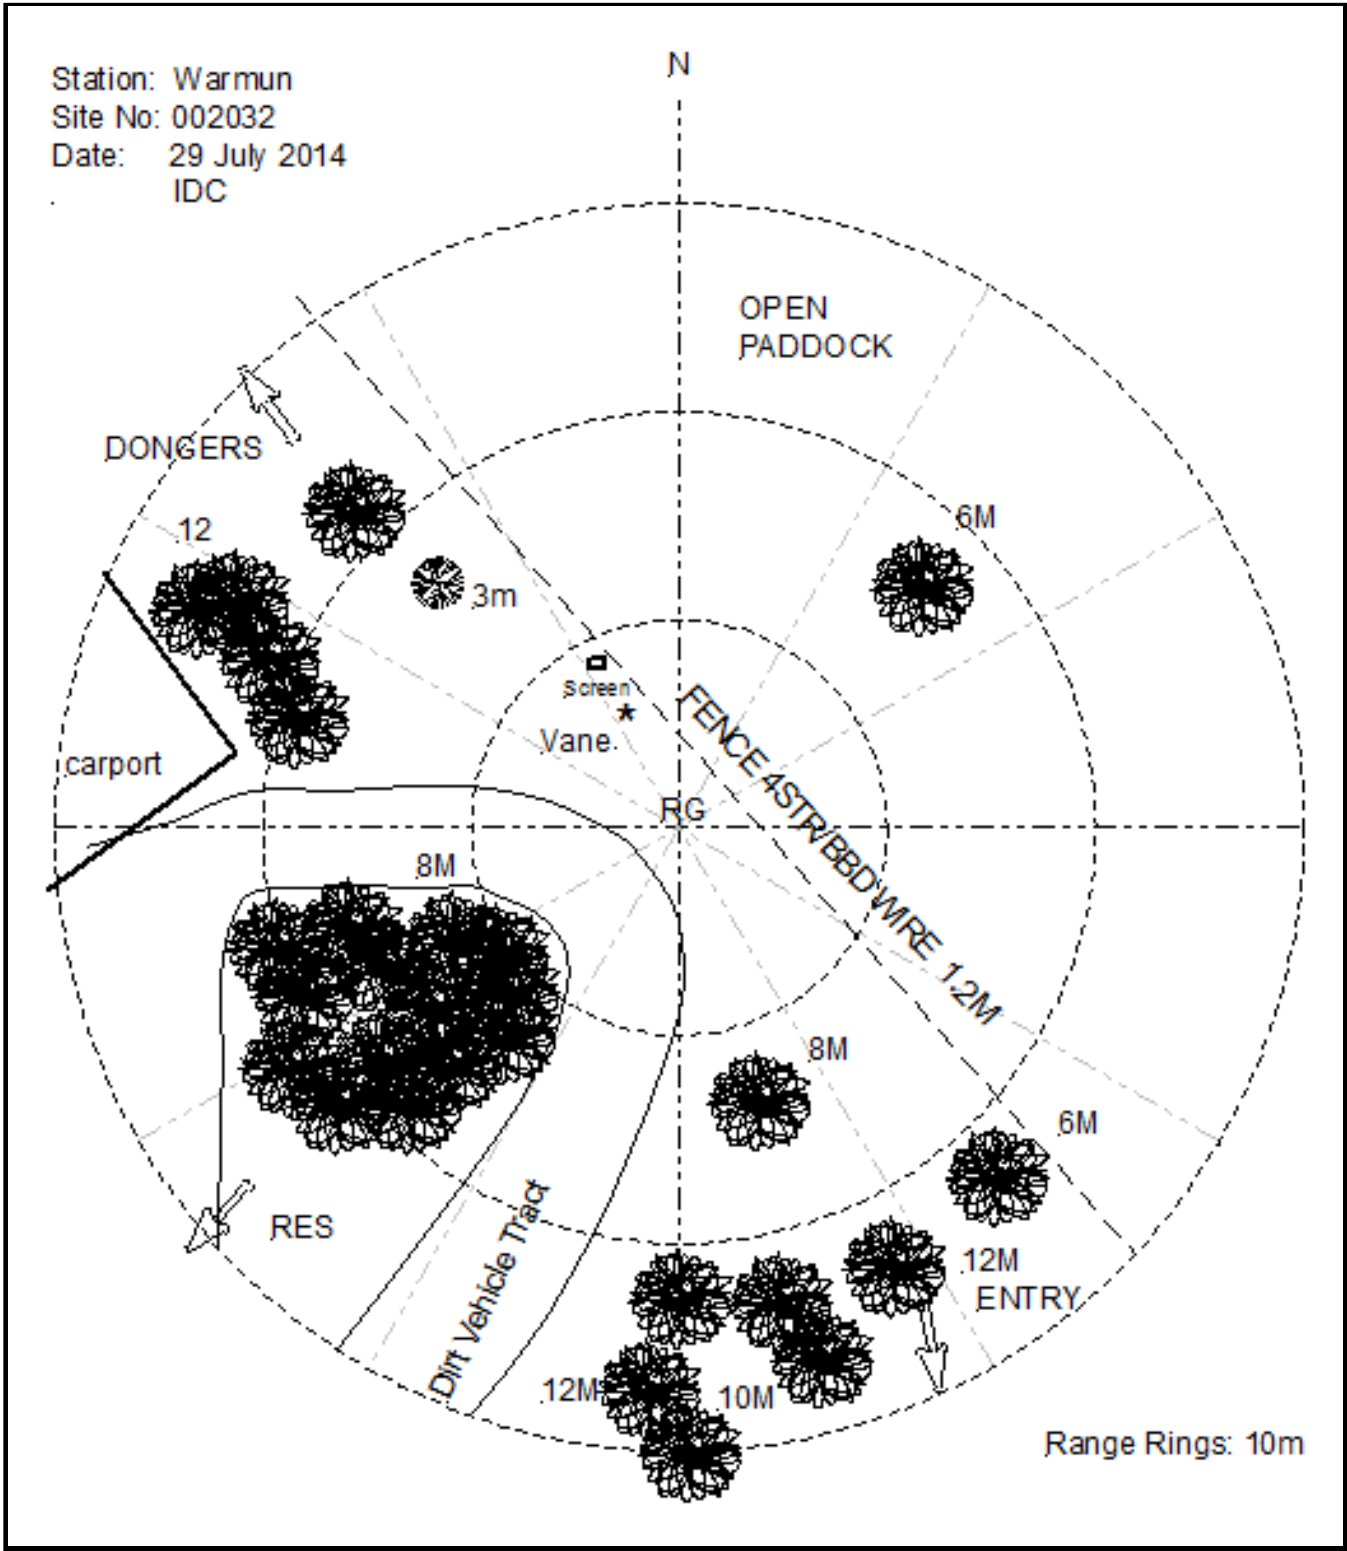 N
Station: Warmun
Site No: 002032
Date: 29 July 2014
IDC
OPEN
PADDOCK
DONGERS
12
6M
3m
Screen
Vane
FENCE 4STR/BBD WIRE 1.2M
carport
RG
8M
8M
6M
RES
Dirt Vehicle Tract
12M
ENTRY
12M
10M
Range Rings: 10m